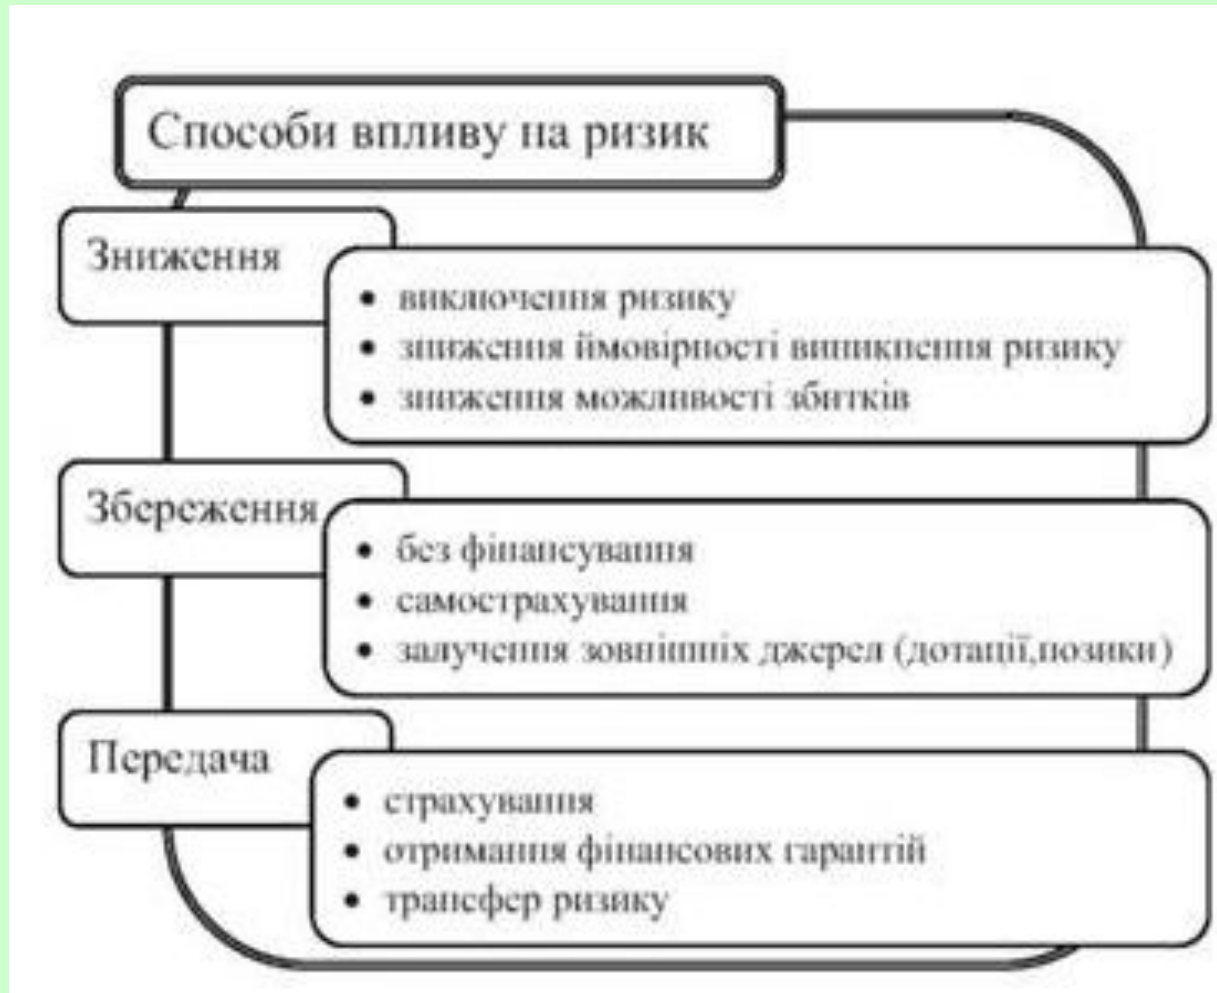 Способи впливу на ризик
Зниження
• виключення ризику
• зниження ймовірності виникнення ризику
• зниження можливості збитків
Збереження
• без фінансування
• самострахування
• залучення зовнішніх джерел (дотації,позики)
Передача
• страхування
• отримання фінансових гарантій
• трансфер ризику